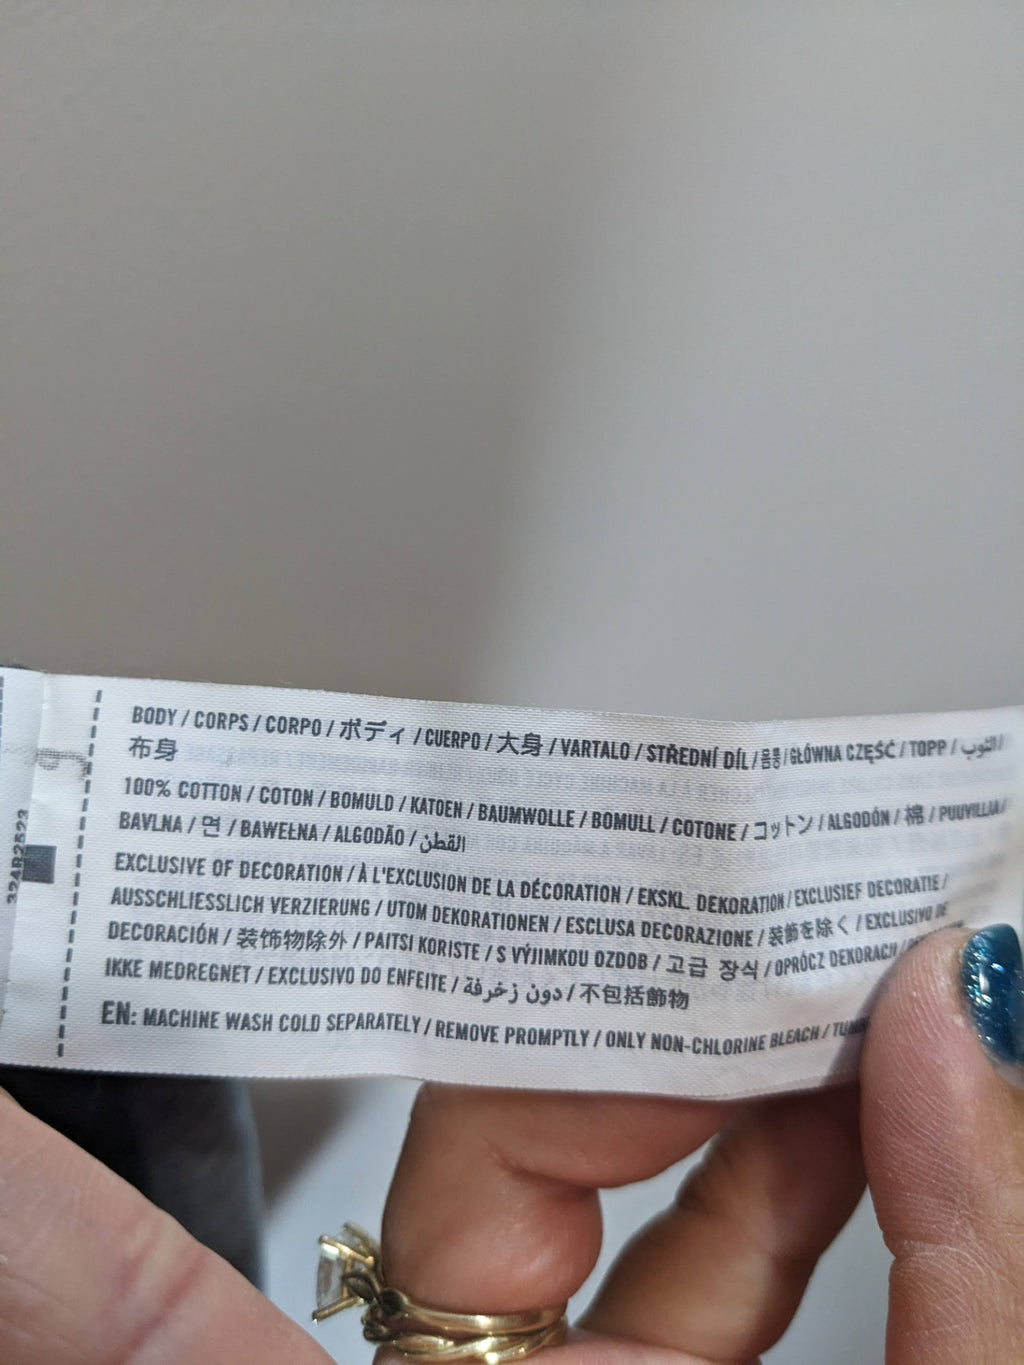 324B2523
BODY / CORPS / CORPO / ボディ / CUERPO / 大身 / VARTALO / STŘEDNÍ DÍL / 몸통 / GŁÓWNA CZĘŚĆ / TOPP / الثوب /
布身
100% COTTON / COTON / BOMULD / KATOEN / BAUMWOLLE / BOMULL / COTONE / コットン / ALGODÓN / 棉 / PUUVILLAA /
BAVLNA / 면 / BAWEŁNA / ALGODÃO / القطن
EXCLUSIVE OF DECORATION / À L'EXCLUSION DE LA DÉCORATION / EKSKL. DEKORATION / EXCLUSIEF DECORATIE /
AUSSCHLIESSLICH VERZIERUNG / UTOM DEKORATIONEN / ESCLUSA DECORAZIONE / 装飾を除く / EXCLUSIVO DE
DECORACIÓN / 装饰物除外 / PAITSI KORISTE / S VÝJIMKOU OZDOB / 고급 장식 / OPRÓCZ DEKORACJI /
IKKE MEDREGNET / EXCLUSIVO DO ENFEITE / دون زخرفة / 不包括飾物
EN: MACHINE WASH COLD SEPARATELY / REMOVE PROMPTLY / ONLY NON-CHLORINE BLEACH /